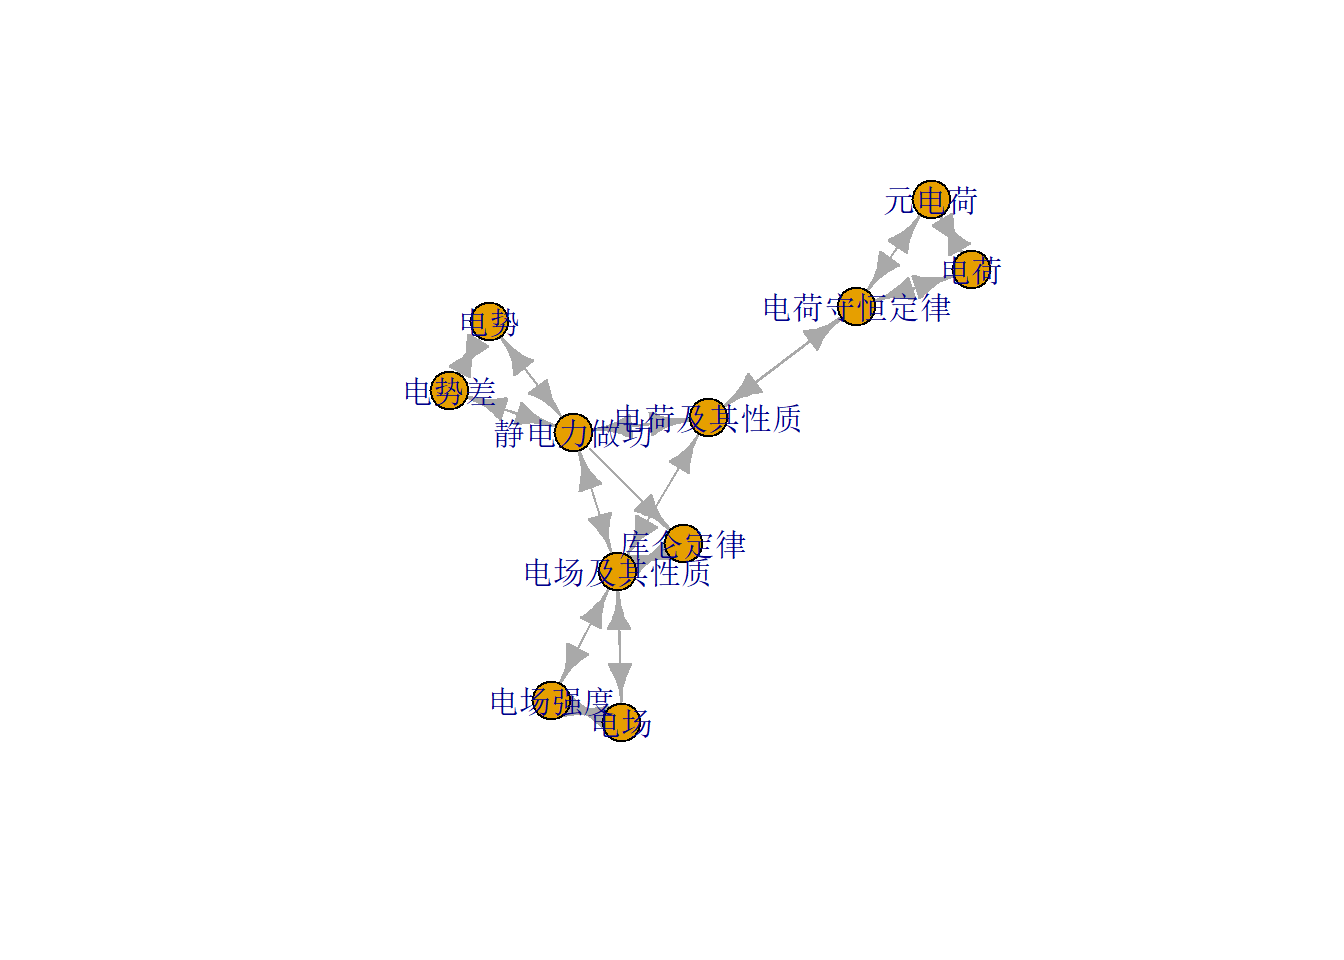 元电荷
电荷
电荷守恒定律
电势
电势差
电荷及其性质
静电力做功
库仑定律
电场及其性质
电场强度
电场